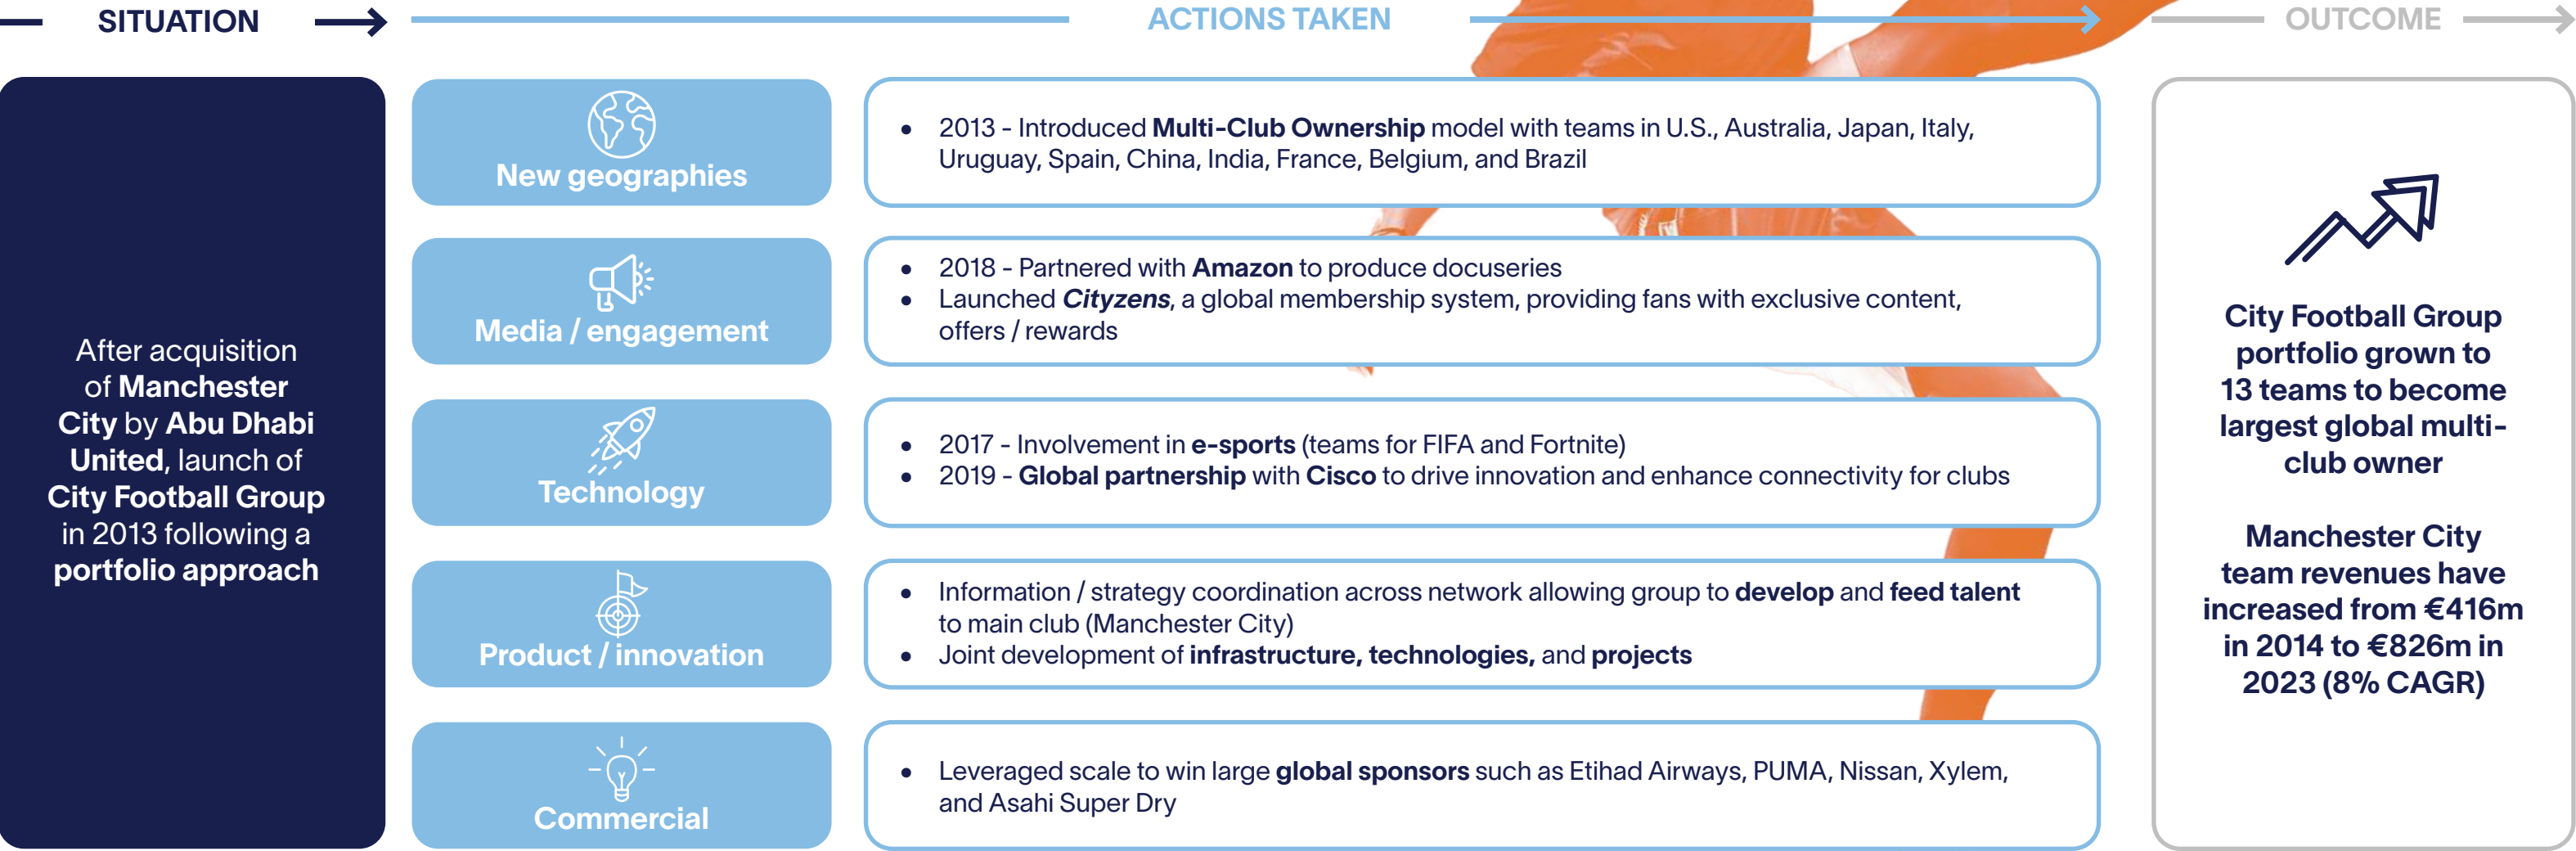 SITUATION
ACTIONS TAKEN
OUTCOME
After acquisition
of Manchester
City by Abu Dhabi
United, launch of
City Football Group
in 2013 following a
portfolio approach
New geographies
• 2013 - Introduced Multi-Club Ownership model with teams in U.S., Australia, Japan, Italy,
Uruguay, Spain, China, India, France, Belgium, and Brazil
Media / engagement
• 2018 - Partnered with Amazon to produce docuseries
• Launched Cityzens, a global membership system, providing fans with exclusive content,
offers / rewards
Technology
• 2017 - Involvement in e-sports (teams for FIFA and Fortnite)
• 2019 - Global partnership with Cisco to drive innovation and enhance connectivity for clubs
Product / innovation
• Information / strategy coordination across network allowing group to develop and feed talent
to main club (Manchester City)
• Joint development of infrastructure, technologies, and projects
Commercial
• Leveraged scale to win large global sponsors such as Etihad Airways, PUMA, Nissan, Xylem,
and Asahi Super Dry
City Football Group
portfolio grown to
13 teams to become
largest global multi-
club owner
Manchester City
team revenues have
increased from €416m
in 2014 to €826m in
2023 (8% CAGR)